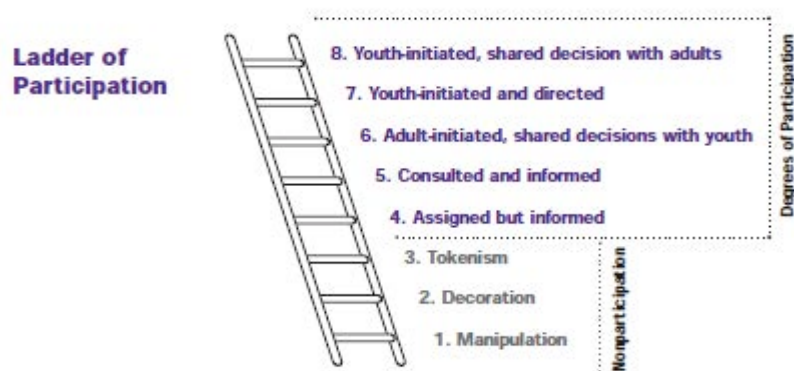 Ladder of
Participation
8. Youth-initiated, shared decision with adults
7. Youth-initiated and directed
6. Adult-initiated, shared decisions with youth
5. Consulted and informed
4. Assigned but informed
3. Tokenism
2. Decoration
1. Manipulation
Degrees of Participation
Nonparticipation